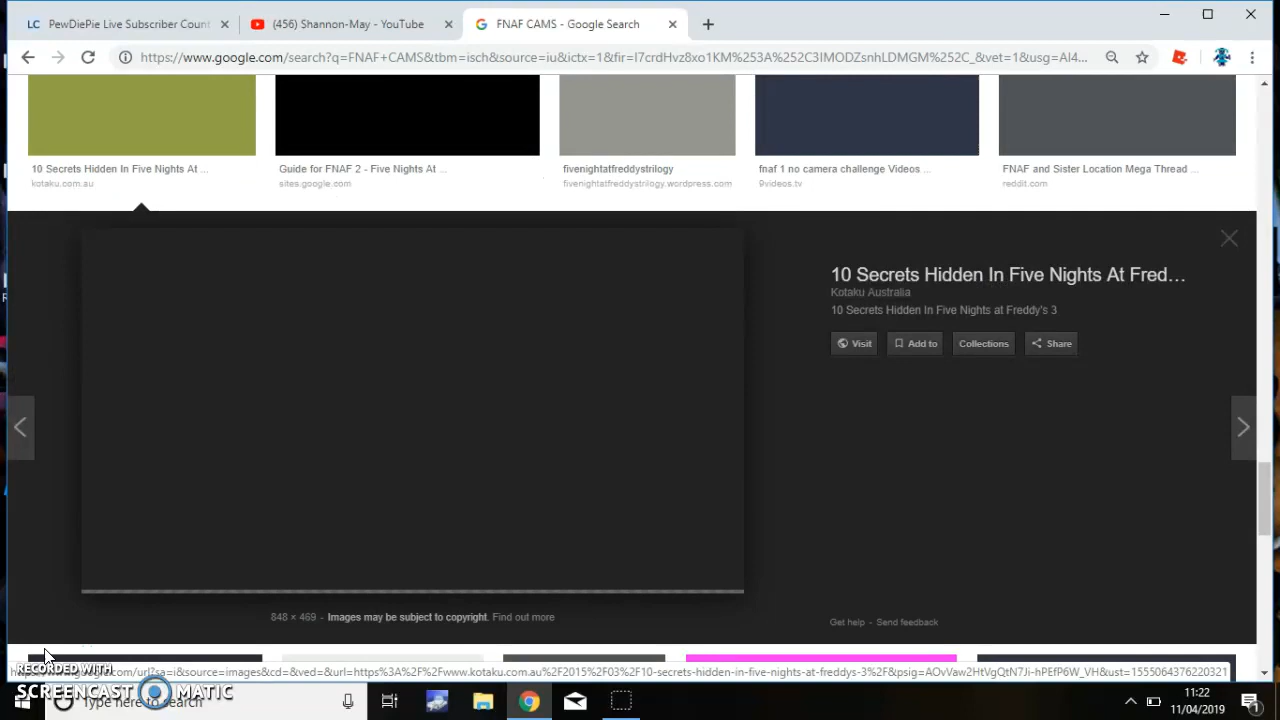 LC PewDiePie Live Subscriber Count
(456) Shannon-May - YouTube
G FNAF CAMS - Google Search
https://www.google.com/search?q=FNAF+CAMS&tbm=isch&source=iu&ictx=1&fir=I7crdHvz8xo1KM%253A%252C3IMODZsnhLDMGM%252C_&vet=1&usg=AI4...
10 Secrets Hidden In Five Nights At ...
kotaku.com.au
Guide for FNAF 2 - Five Nights At ...
sites.google.com
fivenightatfreddystrilogy
fivenightatfreddystrilogy.wordpress.com
fnaf 1 no camera challenge Videos ...
9videos.tv
FNAF and Sister Location Mega Thread ...
reddit.com
10 Secrets Hidden In Five Nights At Fred...
Kotaku Australia
10 Secrets Hidden In Five Nights at Freddy's 3
Visit Add to Collections Share
848 × 469 - Images may be subject to copyright. Find out more
Get help - Send feedback
RECORDED WITH
SCREENCAST MATIC
Type here to search
11:22
11/04/2019
1